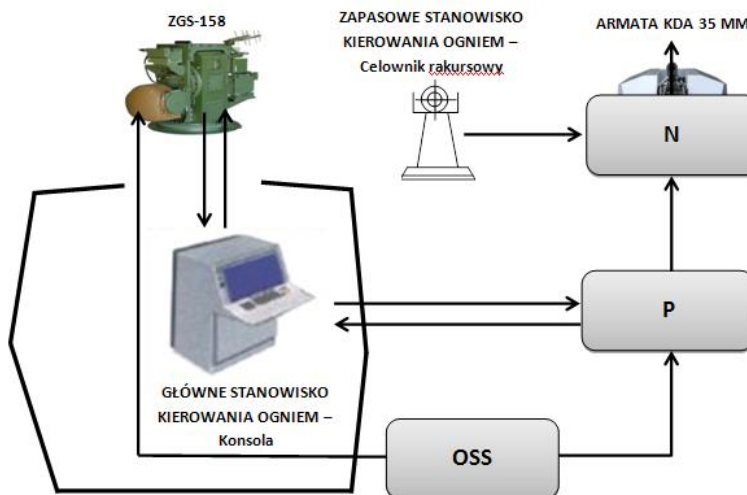 ZGS-158
ZAPASOWE STANOWISKO
KIEROWANIA OGNIEM –
Celownik rakursowy
ARMATA KDA 35 MM
N
P
GŁÓWNE STANOWISKO
KIEROWANIA OGNIEM –
Konsola
OSS